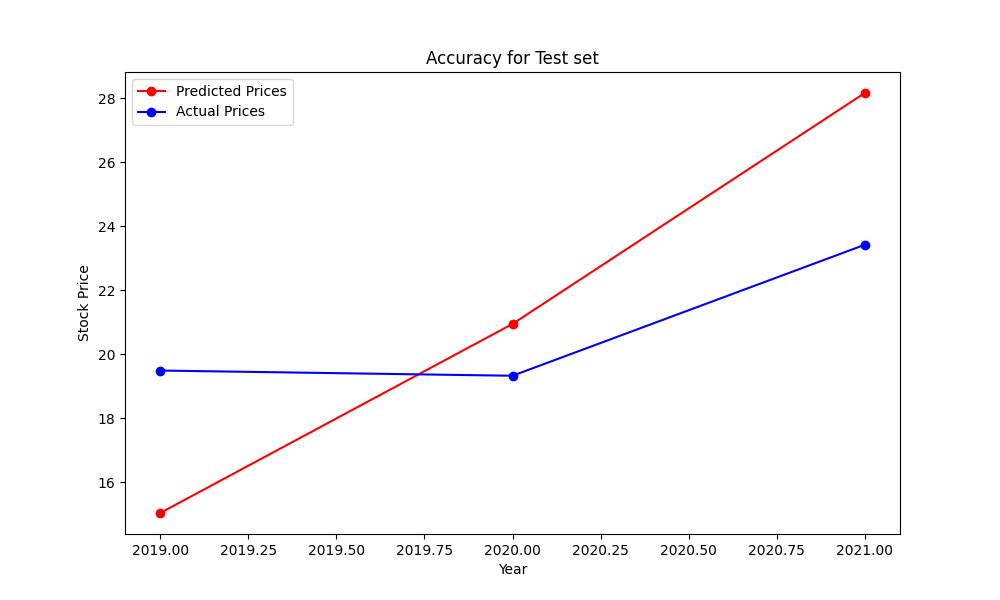 Accuracy for Test set
Predicted Prices
Actual Prices
28
26
24
22
20
18
16
Stock Price
2019.00 2019.25 2019.50 2019.75 2020.00 2020.25 2020.50 2020.75 2021.00
Year